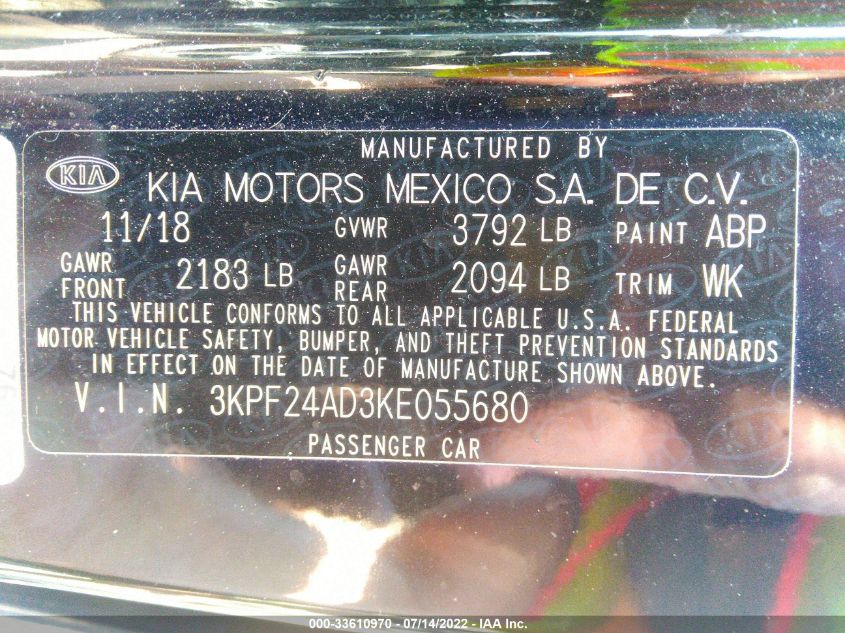 MANUFACTURED BY
KIA KIA MOTORS MEXICO S.A. DE C.V.
11/18 GVWR 3792 LB PAINT ABP
GAWR FRONT 2183 LB GAWR REAR 2094 LB TRIM WK
THIS VEHICLE CONFORMS TO ALL APPLICABLE U.S.A. FEDERAL
MOTOR VEHICLE SAFETY, BUMPER, AND THEFT PREVENTION STANDARDS
IN EFFECT ON THE DATE OF MANUFACTURE SHOWN ABOVE.
V.I.N. 3KPF24AD3KE055680
PASSENGER CAR
000-33610970 - 07/14/2022 - IAA Inc.